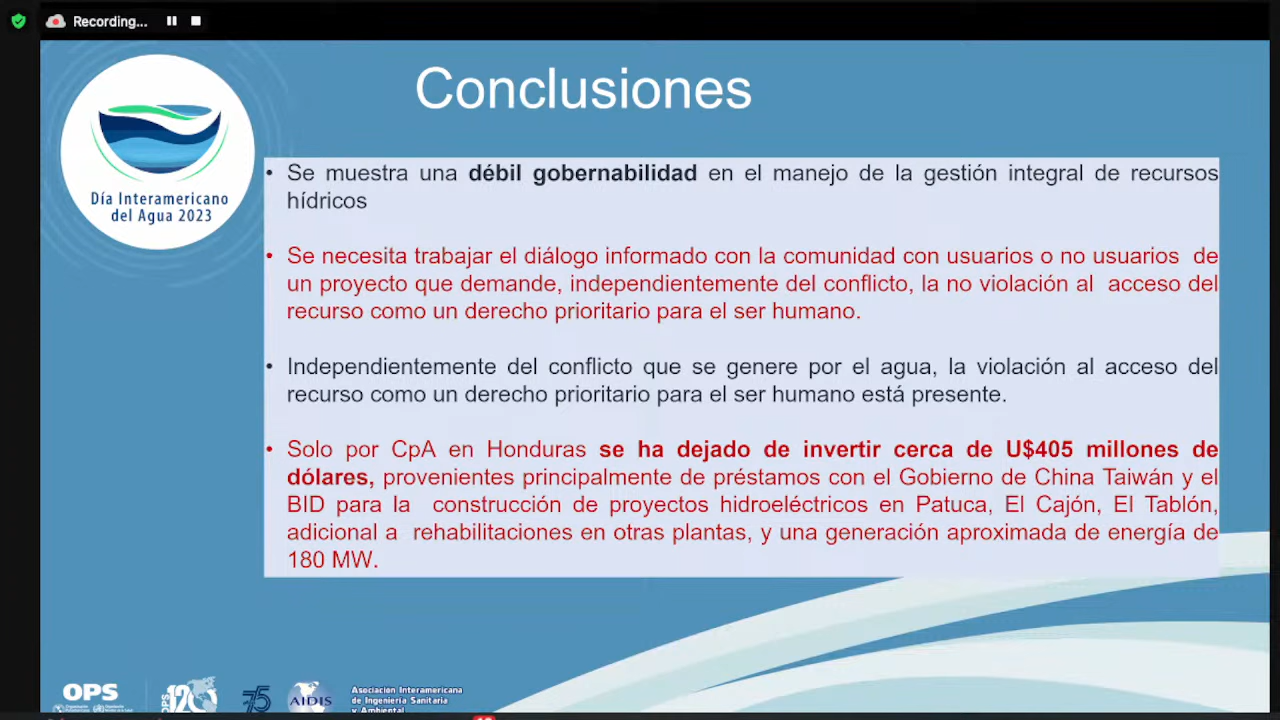 Recording...
Conclusiones
Día Interamericano
del Agua 2023
• Se muestra una débil gobernabilidad en el manejo de la gestión integral de recursos
hídricos
• Se necesita trabajar el diálogo informado con la comunidad con usuarios o no usuarios de
un proyecto que demande, independientemente del conflicto, la no violación al acceso del
recurso como un derecho prioritario para el ser humano.
• Independientemente del conflicto que se genere por el agua, la violación al acceso del
recurso como un derecho prioritario para el ser humano está presente.
• Solo por CpA en Honduras se ha dejado de invertir cerca de U$405 millones de
dólares, provenientes principalmente de préstamos con el Gobierno de China Taiwán y el
BID para la construcción de proyectos hidroeléctricos en Patuca, El Cajón, El Tablón,
adicional a rehabilitaciones en otras plantas, y una generación aproximada de energía de
180 MW.
OPS
OPS
120
75
AIDIS
Asociación Interamericana
de Ingeniería Sanitaria
y Ambiental